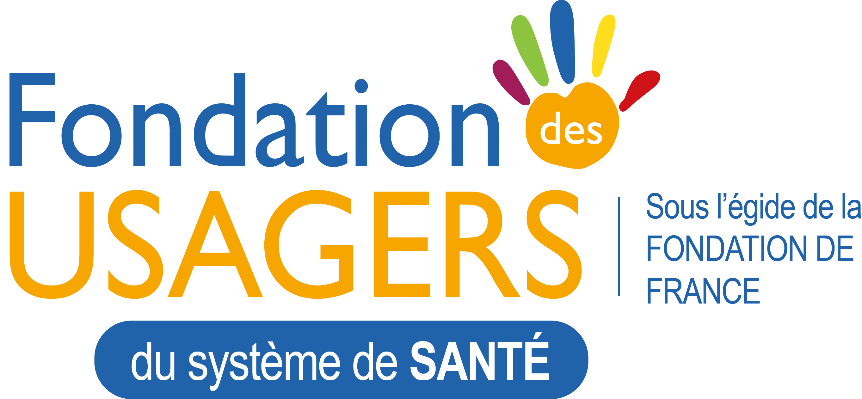 Fondation des
USAGERS
du système de SANTÉ
Sous l'égide de la
FONDATION DE
FRANCE